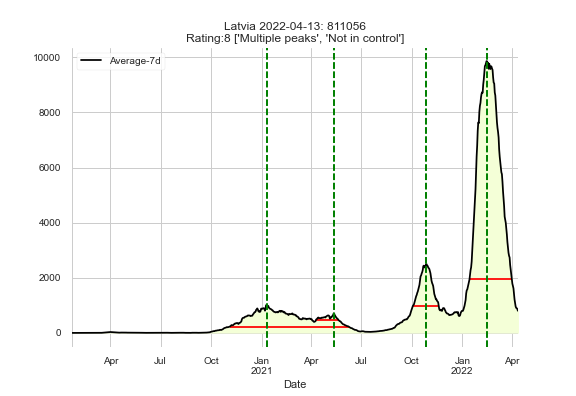 Latvia 2022-04-13: 811056
Rating:8 ['Multiple peaks', 'Not in control']
Average-7d
10000
8000
6000
4000
2000
0
Apr Jul Oct Jan Apr Jul Oct Jan Apr
2021 2022
Date